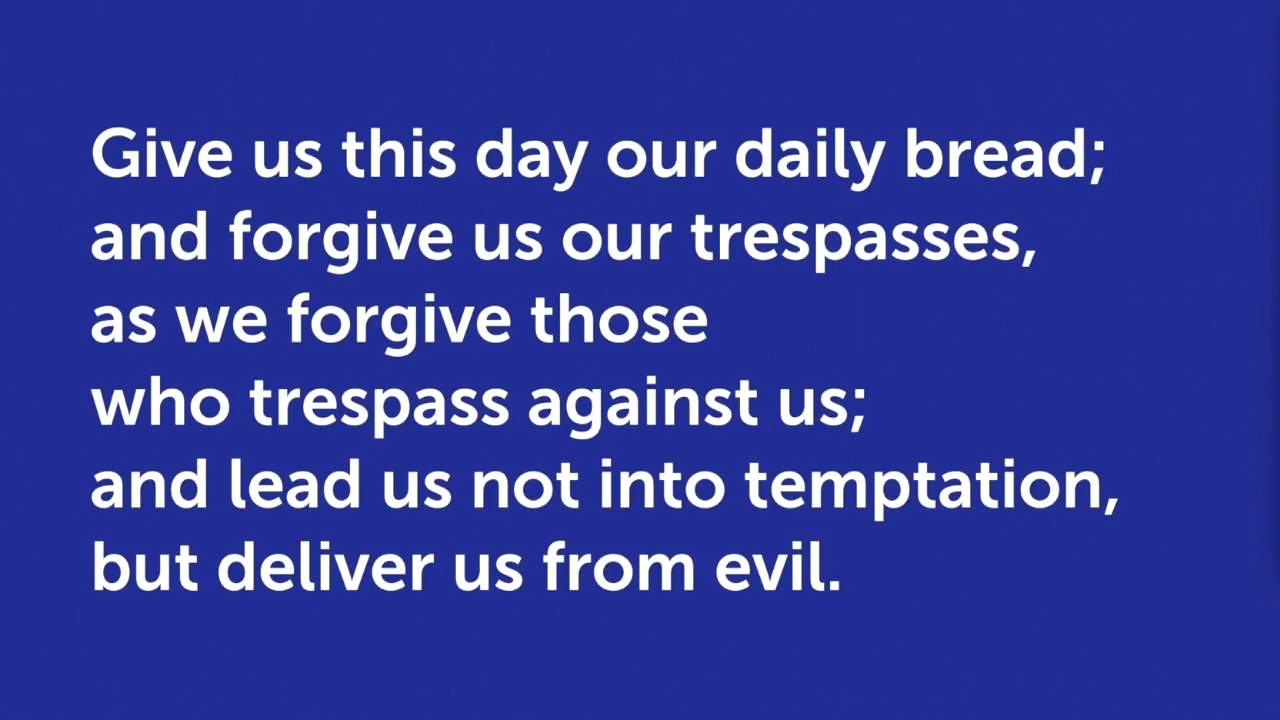 Give us this day our daily bread;
and forgive us our trespasses,
as we forgive those
who trespass against us;
and lead us not into temptation,
but deliver us from evil.